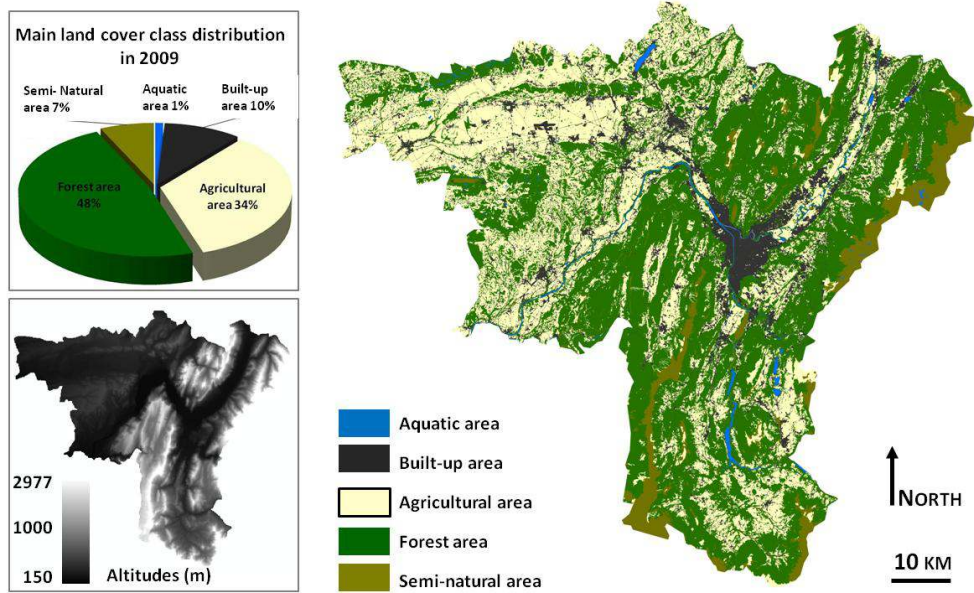 Main land cover class distribution
in 2009
Semi- Natural
area 7%
Aquatic
area 1%
Built-up
area 10%
Forest area
48%
Agricultural
area 34%
2977
1000
150
Altitudes (m)
Aquatic area
Built-up area
Agricultural area
Forest area
Semi-natural area
NORTH
10 KM